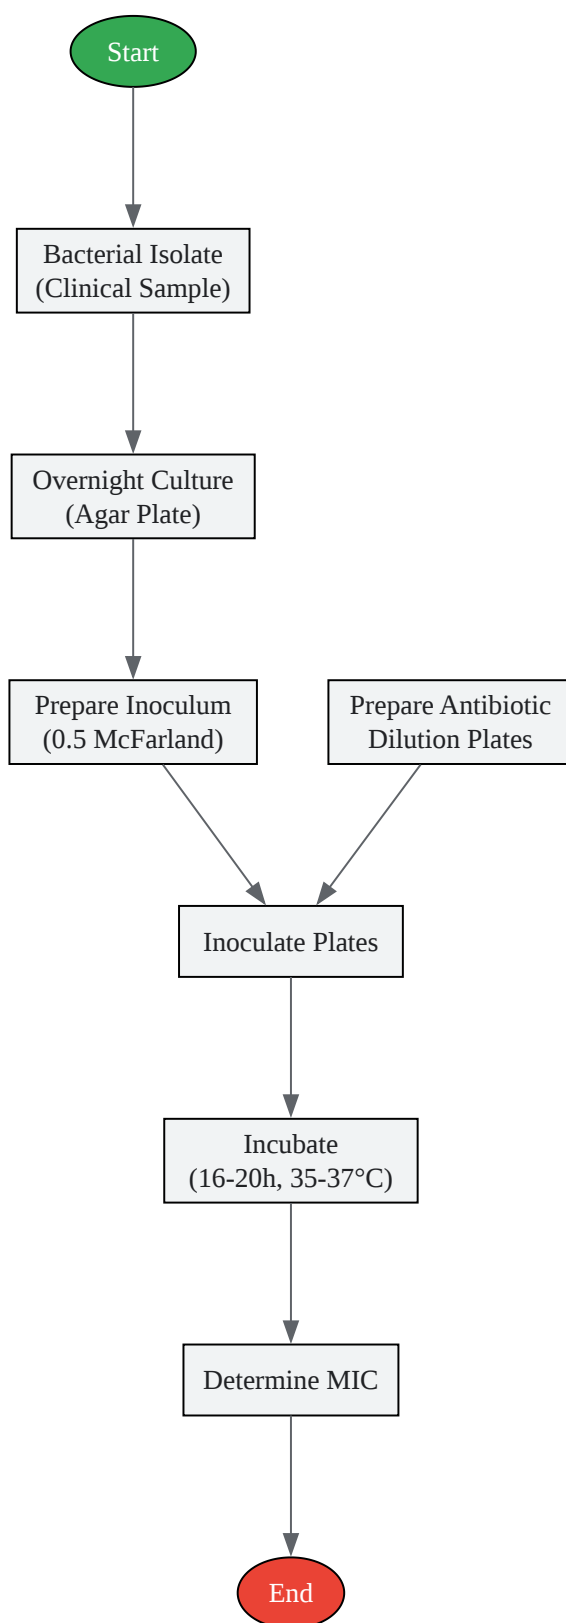 Start
Bacterial Isolate
(Clinical Sample)
Overnight Culture
(Agar Plate)
Prepare Inoculum
(0.5 McFarland)
Prepare Antibiotic
Dilution Plates
Inoculate Plates
Incubate
(16-20h, 35-37°C)
Determine MIC
End